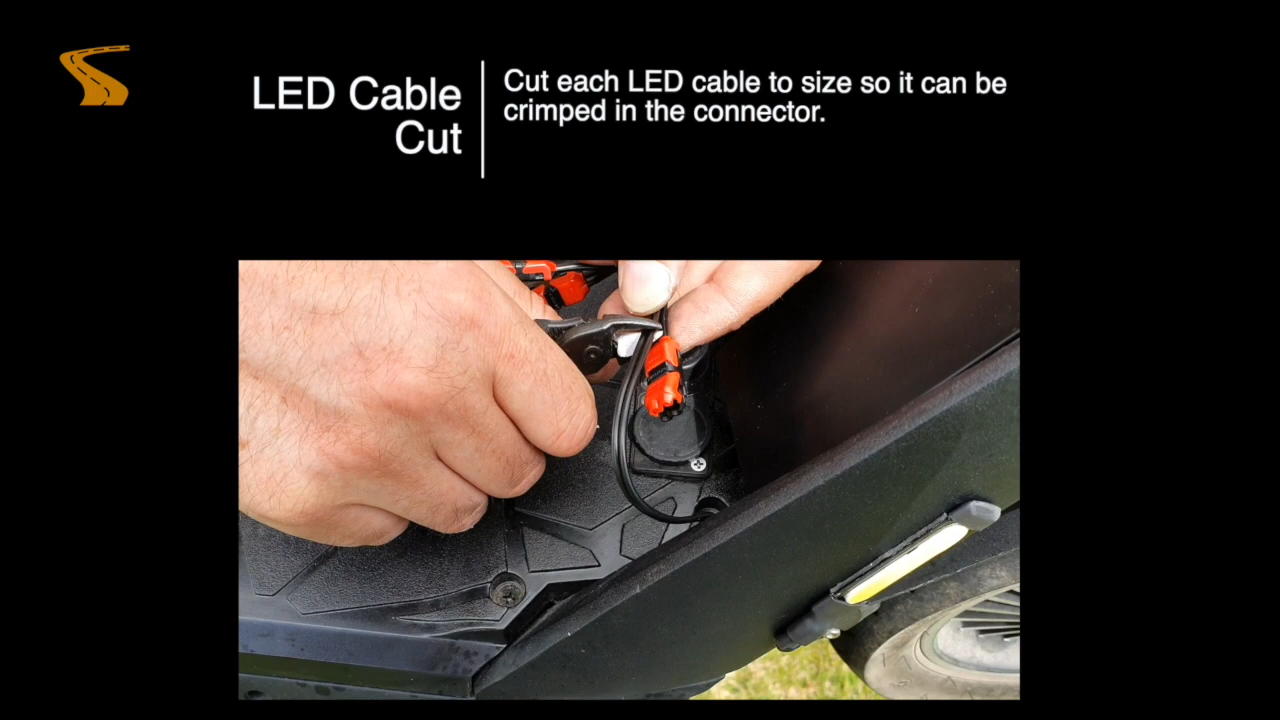 LED Cable
Cut
Cut each LED cable to size so it can be
crimped in the connector.